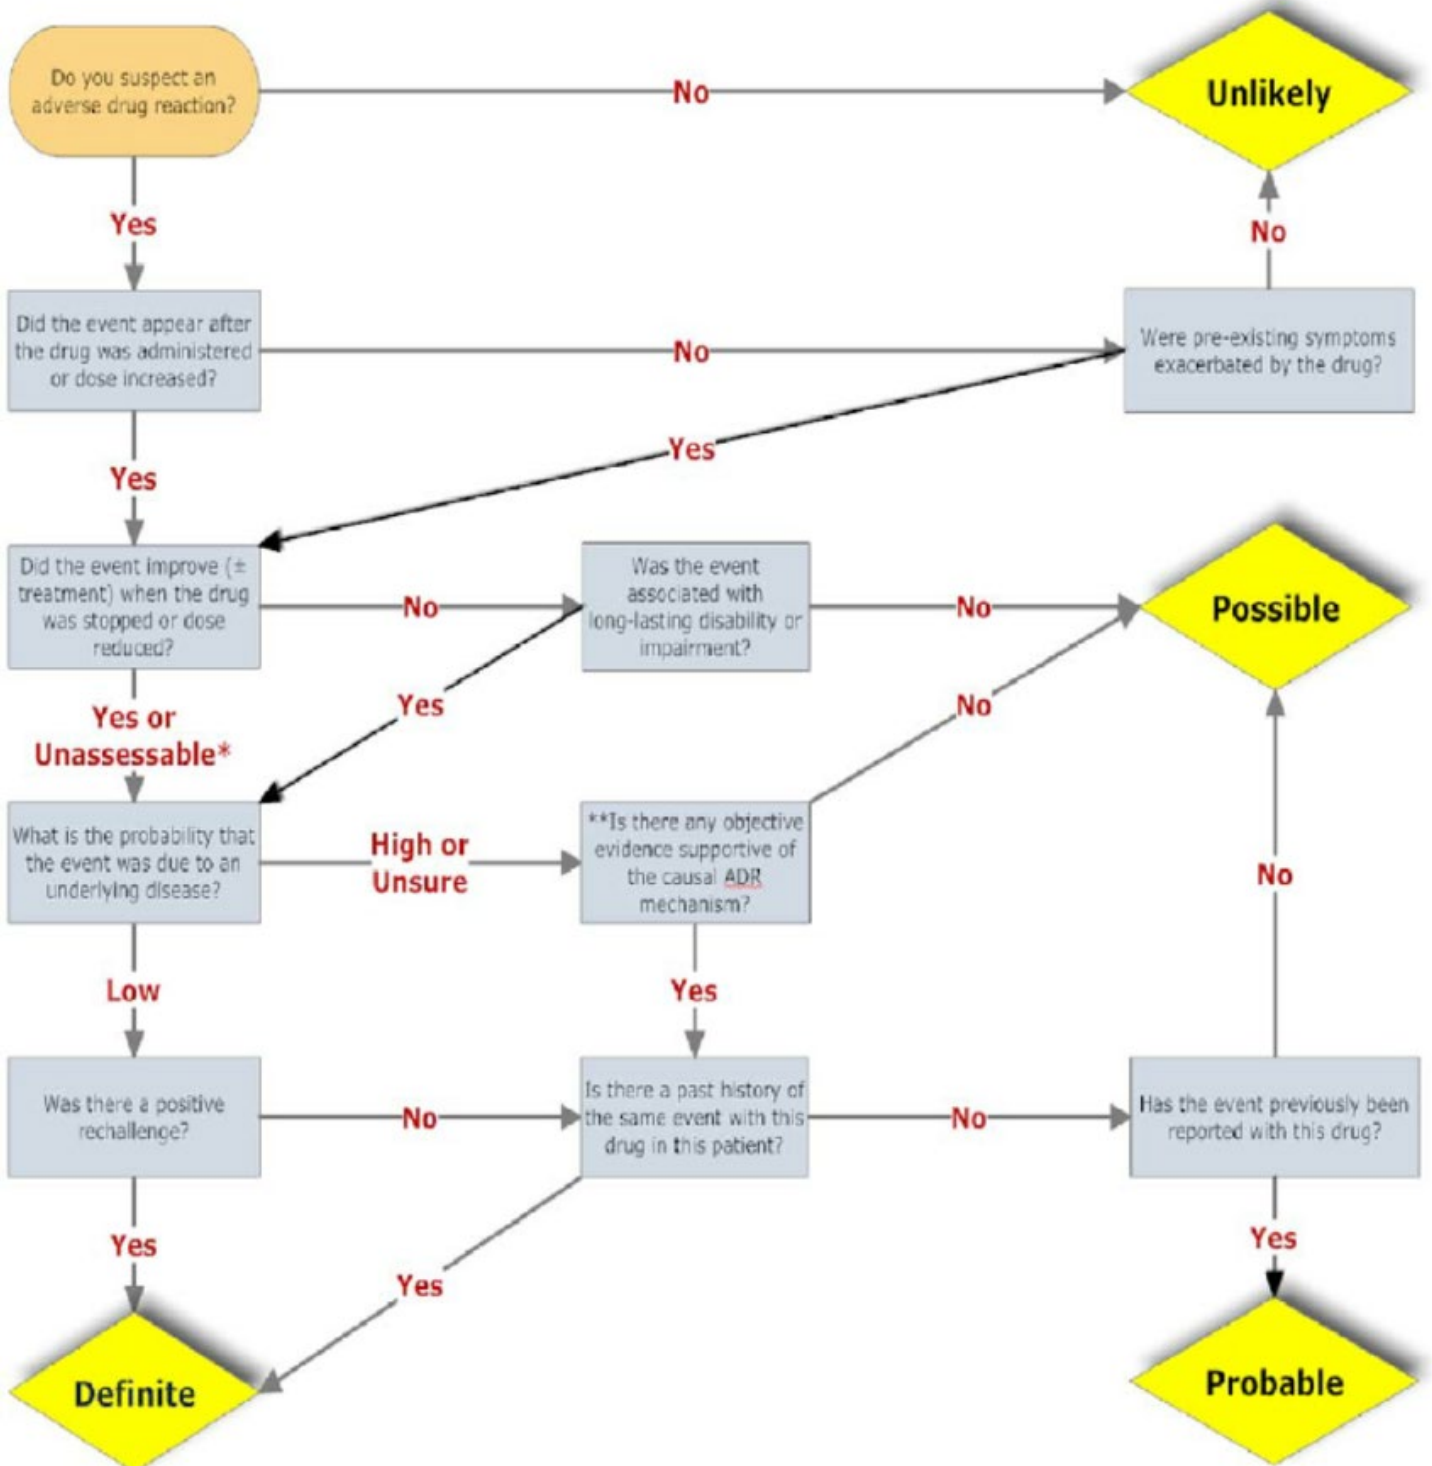 Do you suspect an
adverse drug reaction?
No
Unlikely
Yes
No
Did the event appear after
the drug was administered
or dose increased?
No
Were pre-existing symptoms
exacerbated by the drug?
Yes
Yes
Did the event improve (±
treatment) when the drug
was stopped or dose
reduced?
No
Was the event
associated with
long-lasting disability or
impairment?
No
Possible
Yes or
Unassessable*
Yes
No
What is the probability that
the event was due to an
underlying disease?
High or
Unsure
**Is there any objective
evidence supportive of
the causal ADR
mechanism?
No
Low
Yes
Was there a positive
rechallenge?
No
Is there a past history of
the same event with this
drug in this patient?
No
Has the event previously been
reported with this drug?
Yes
Yes
Yes
Definite
Probable